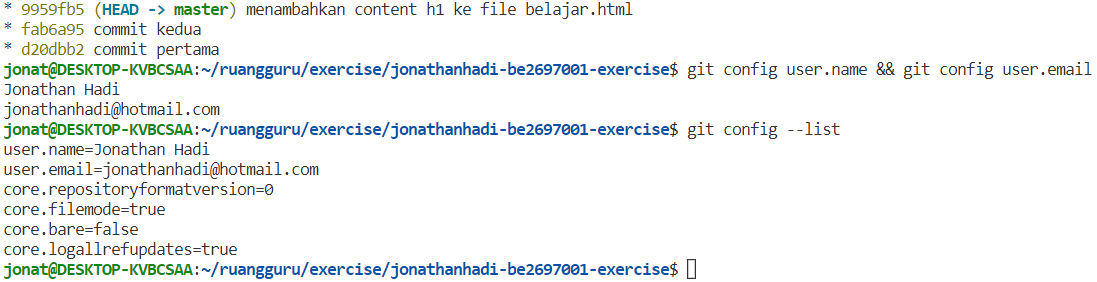 * 9959fb5 (HEAD -> master) menambahkan content h1 ke file belajar.html
* fab6a95 commit kedua
* d20dbb2 commit pertama
jonat@DESKTOP-KVBCSAA:~/ruangguru/exercise/jonathanhadi-be2697001-exercise$ git config user.name && git config user.email
Jonathan Hadi
jonathanhadi@hotmail.com
jonat@DESKTOP-KVBCSAA:~/ruangguru/exercise/jonathanhadi-be2697001-exercise$ git config --list
user.name=Jonathan Hadi
user.email=jonathanhadi@hotmail.com
core.repositoryformatversion=0
core.filemode=true
core.bare=false
core.logallrefupdates=true
jonat@DESKTOP-KVBCSAA:~/ruangguru/exercise/jonathanhadi-be2697001-exercise$